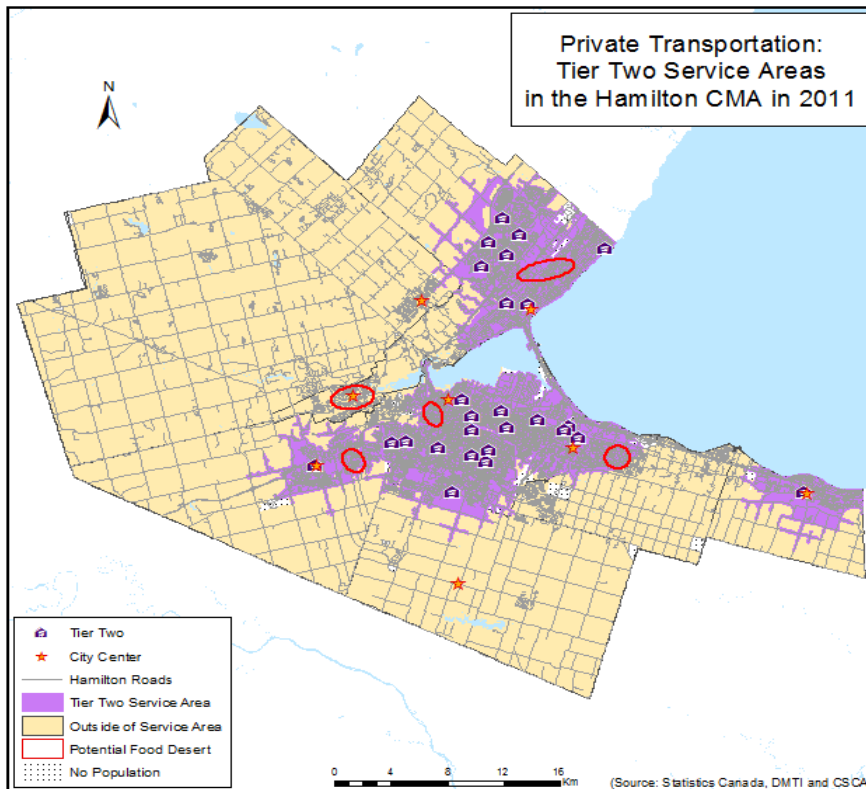 Private Transportation:
Tier Two Service Areas
in the Hamilton CMA in 2011
N
Tier Two
City Center
Hamilton Roads
Tier Two Service Area
Outside of Service Area
Potential Food Desert
No Population
0 2 4 8 12 16
Km
(Source: Statistics Canada, DMTI and CSCA